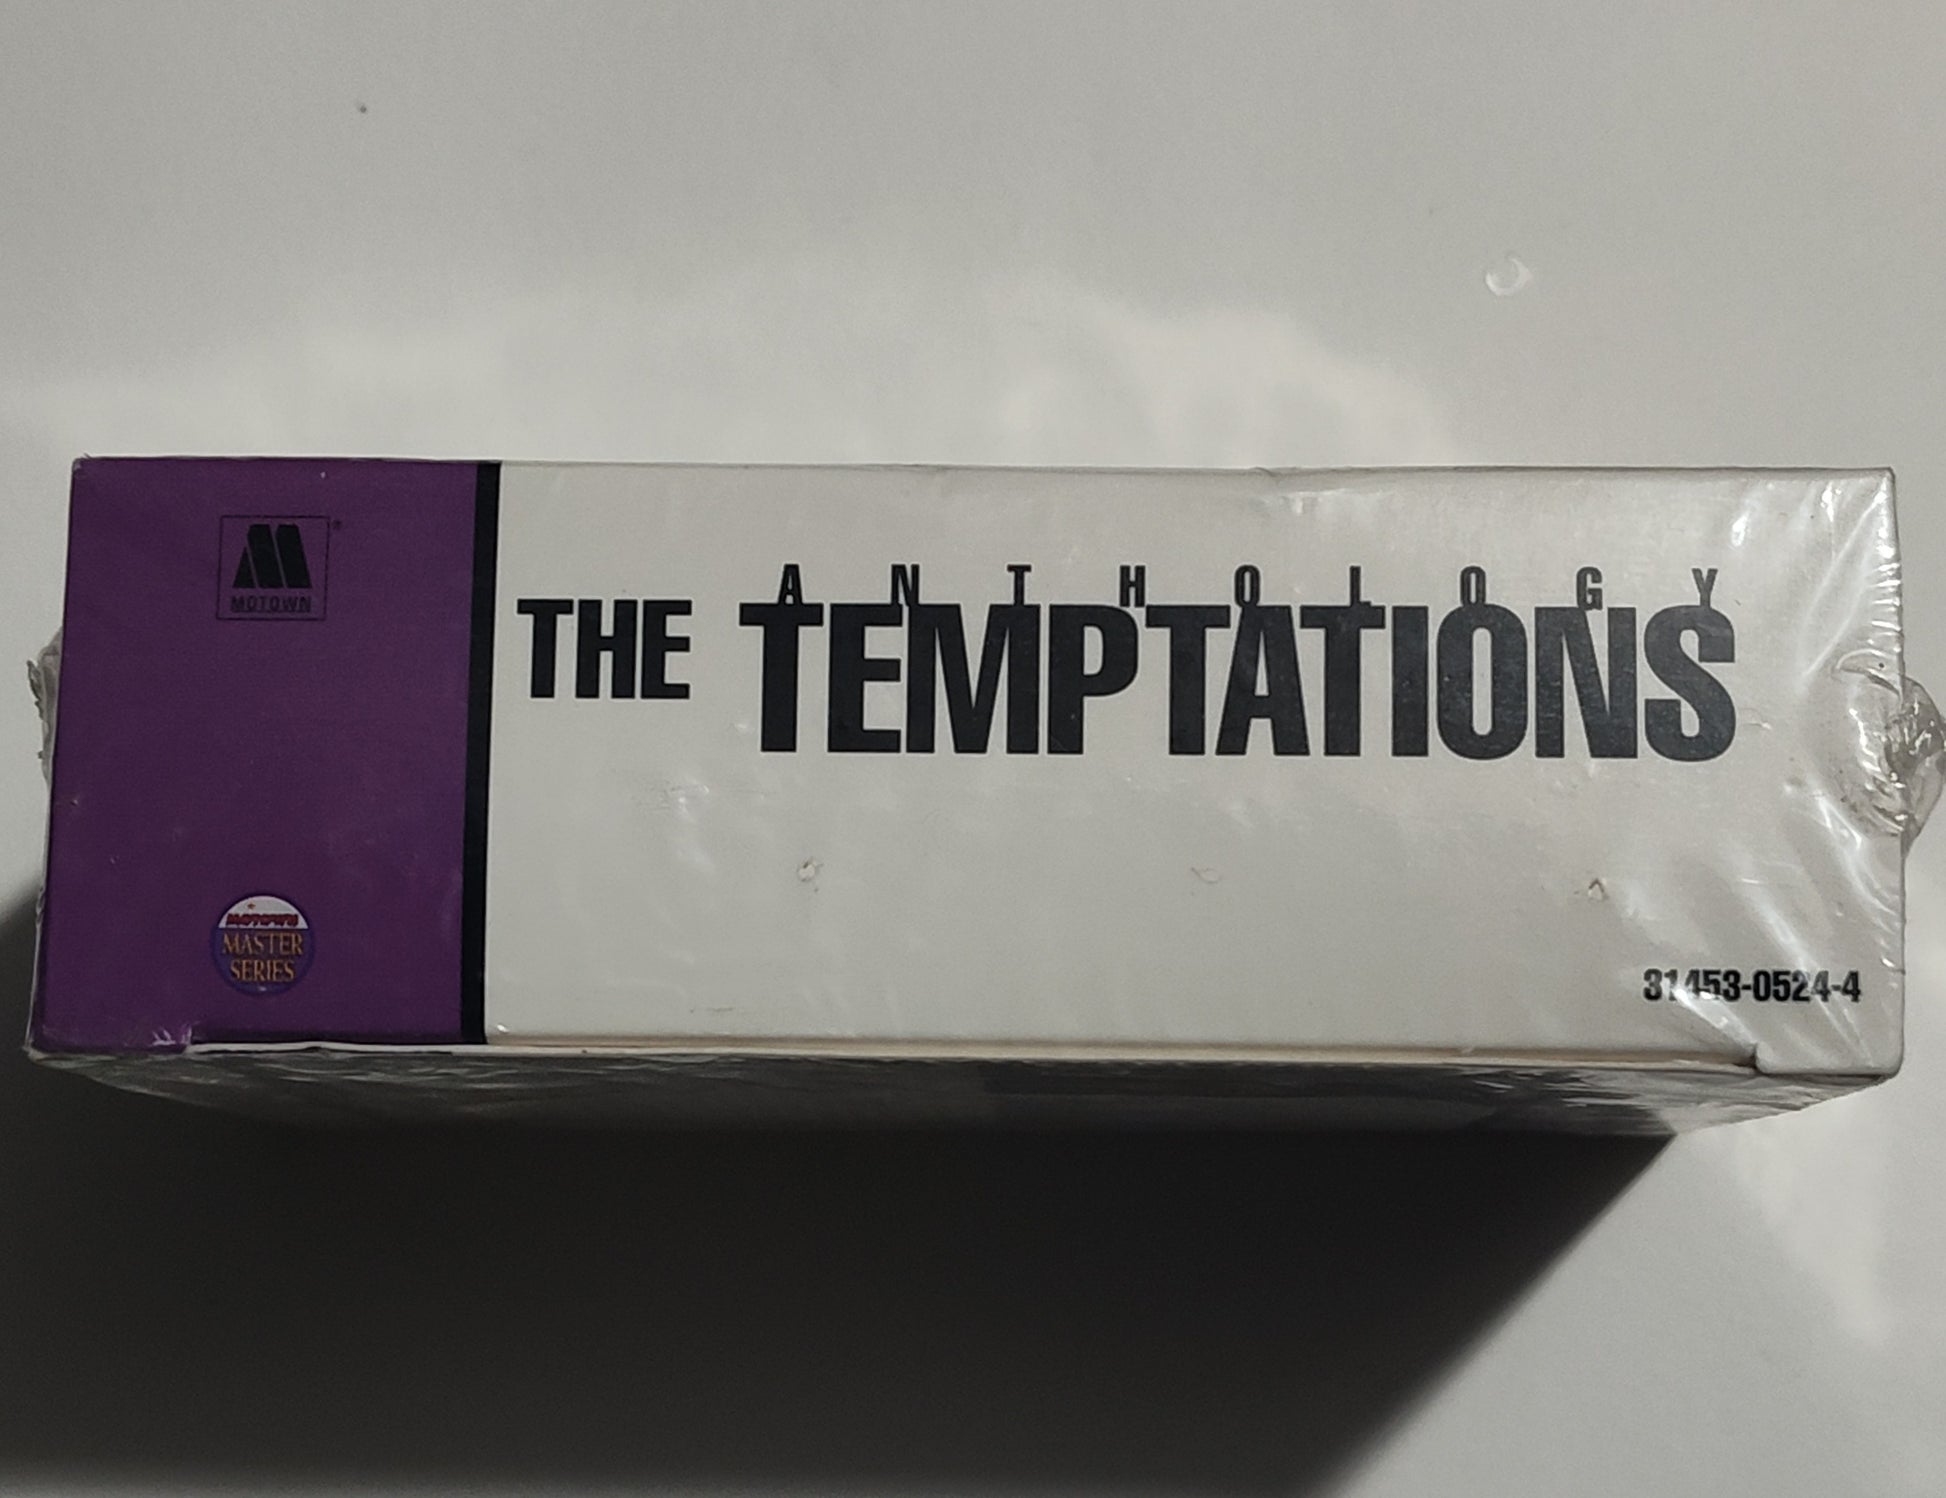 MOTOWN
®
MOTOWN
MASTER
SERIES
ANTHOLOGY
THE TEMPTATIONS
31453-0524-4